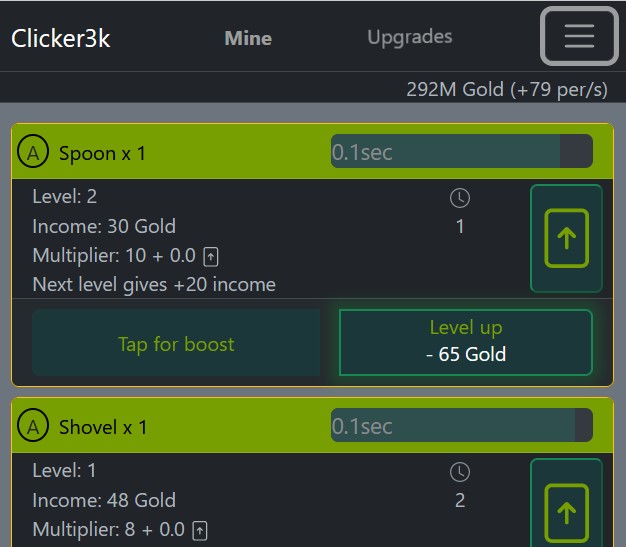 Clicker3k Mine Upgrades
292M Gold (+79 per/s)
A Spoon x 1 0.1sec
Level: 2
Income: 30 Gold 1
Multiplier: 10 + 0.0
Next level gives +20 income
Tap for boost
Level up
- 65 Gold
A Shovel x 1 0.1sec
Level: 1
Income: 48 Gold 2
Multiplier: 8 + 0.0